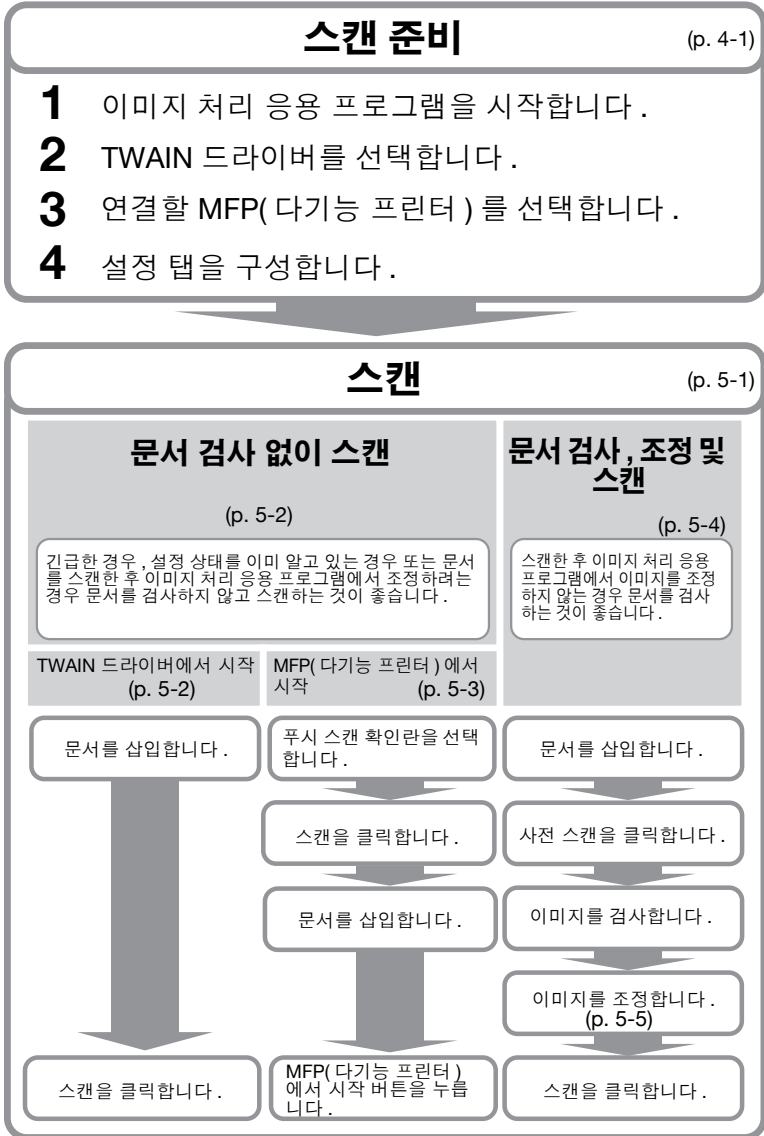 스캔 준비 (p. 4-1)
1 이미지 처리 응용 프로그램을 시작합니다 .
2 TWAIN 드라이버를 선택합니다 .
3 연결할 MFP( 다기능 프린터 ) 를 선택합니다 .
4 설정 탭을 구성합니다 .
스캔 (p. 5-1)
문서 검사 없이 스캔
(p. 5-2)
긴급한 경우 , 설정 상태를 이미 알고 있는 경우 또는 문서
를 스캔한 후 이미지 처리 응용 프로그램에서 조정하려는
경우 문서를 검사하지 않고 스캔하는 것이 좋습니다 .
TWAIN 드라이버에서 시작
(p. 5-2)
문서를 삽입합니다 .
스캔을 클릭합니다 .
MFP( 다기능 프린터 ) 에서
시작 (p. 5-3)
푸시 스캔 확인란을 선택
합니다 .
스캔을 클릭합니다 .
문서를 삽입합니다 .
MFP( 다기능 프린터 )
에서 시작 버튼을 누릅
니다 .
문서 검사 , 조정 및
스캔
(p. 5-4)
스캔한 후 이미지 처리 응용
프로그램에서 이미지를 조정
하지 않는 경우 문서를 검사
하는 것이 좋습니다 .
문서를 삽입합니다 .
사전 스캔을 클릭합니다 .
이미지를 검사합니다 .
이미지를 조정합니다 .
(p. 5-5)
스캔을 클릭합니다 .